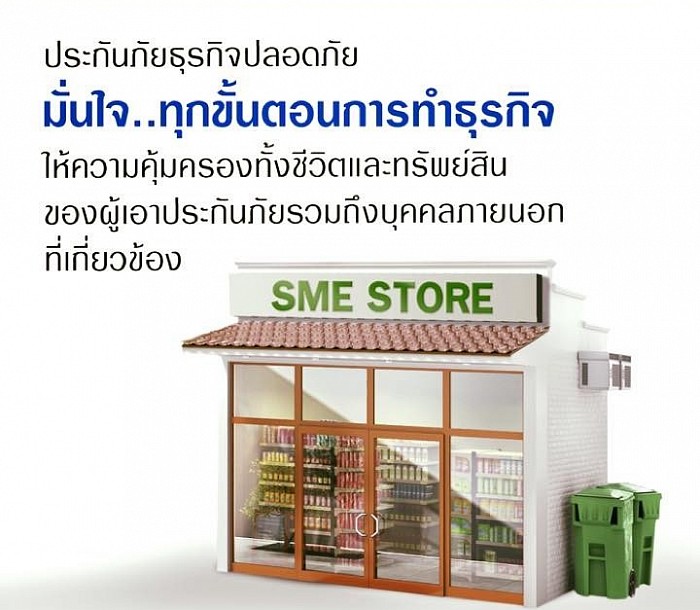 ประกันภัยธุรกิจปลอดภัย
มั่นใจ..ทุกขั้นตอนการทำธุรกิจ
ให้ความคุ้มครองทั้งชีวิตและทรัพย์สิน
ของผู้เอาประกันภัยรวมถึงบุคคลภายนอก
ที่เกี่ยวข้อง
SME STORE